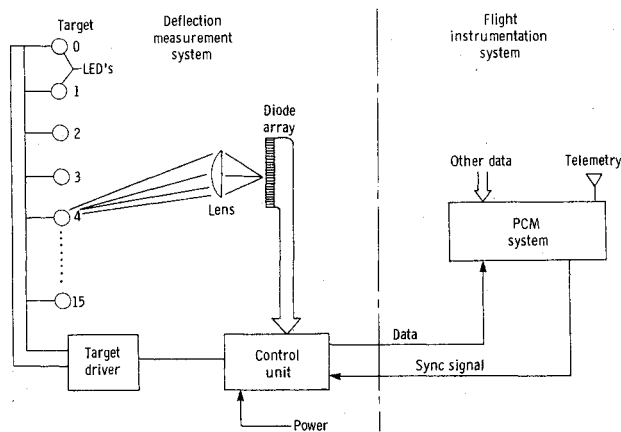 Target
Deflection
measurement
system
Flight
instrumentation
system
0
LED's
1
2
3
4
15
Diode
array
Lens
Other data
Telemetry
PCM
system
Target
driver
Control
unit
Data
Sync signal
Power